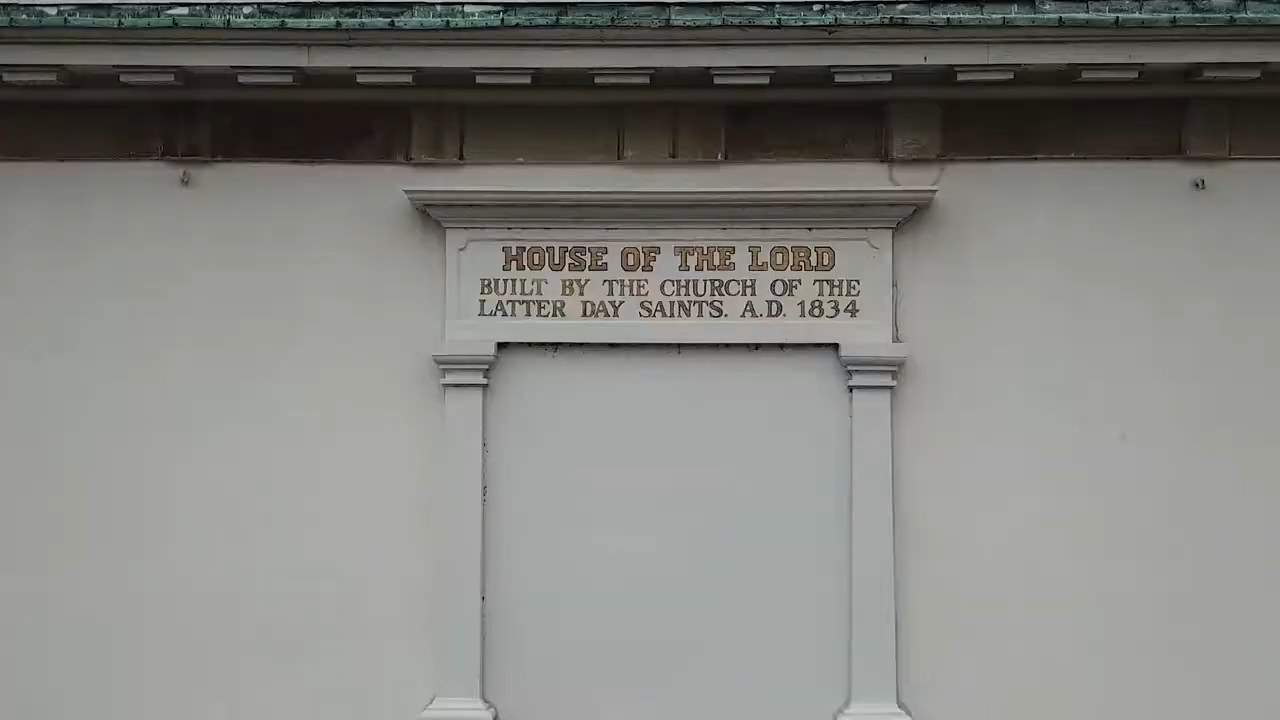 HOUSE OF THE LORD
BUILT BY THE CHURCH OF THE
LATTER DAY SAINTS. A.D. 1834